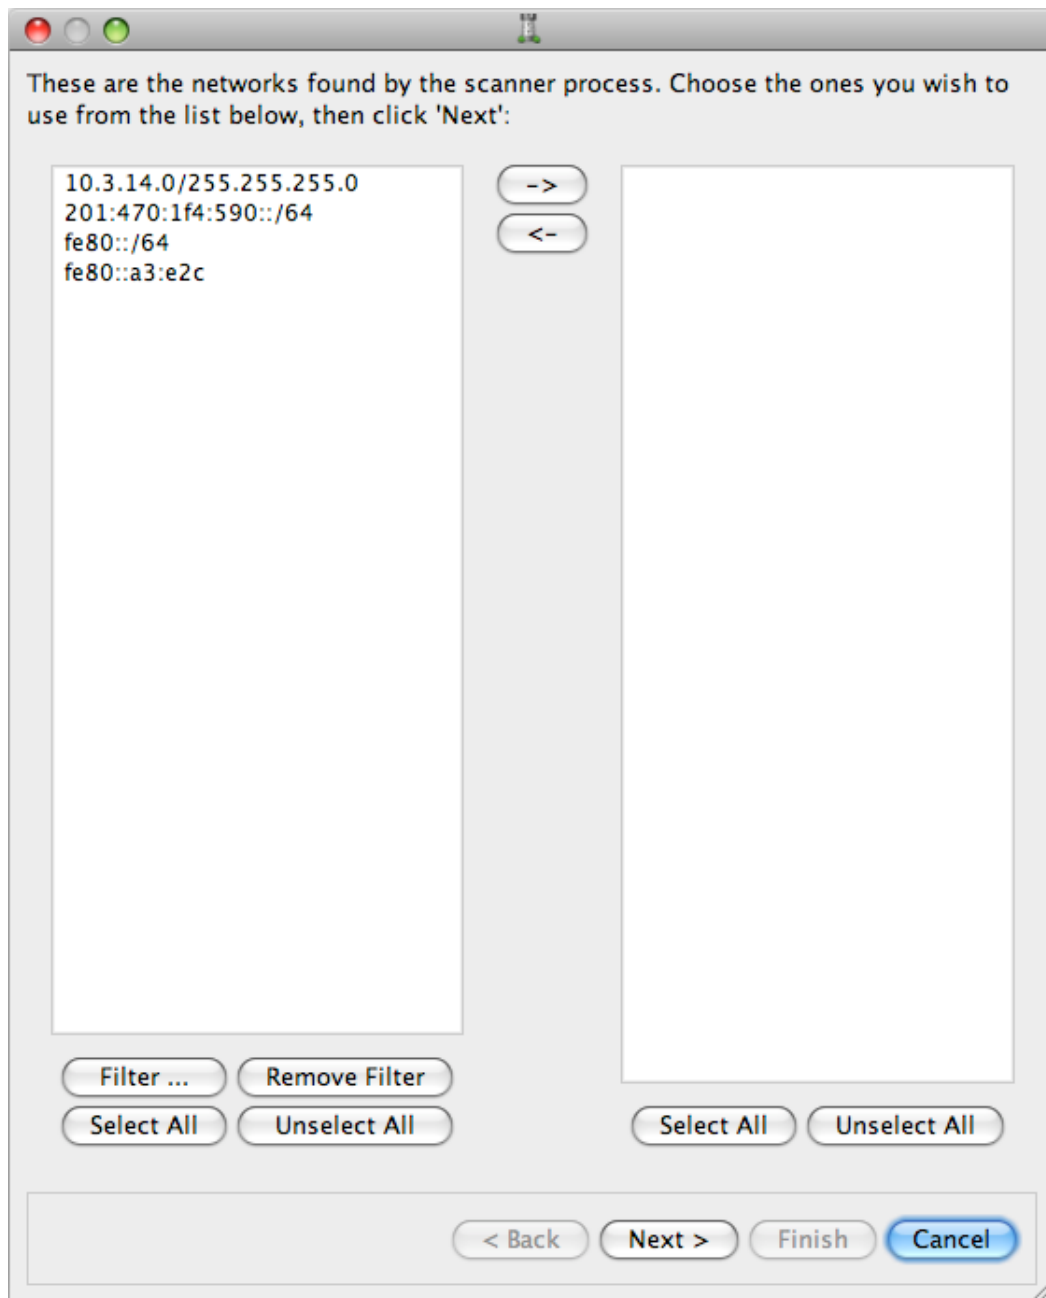 These are the networks found by the scanner process. Choose the ones you wish to
use from the list below, then click 'Next':
10.3.14.0/255.255.255.0
201:470:1f4:590::/64
fe80::/64
fe80::a3:e2c
->
<-
Filter ...
Remove Filter
Select All
Unselect All
Select All
Unselect All
< Back
Next >
Finish
Cancel